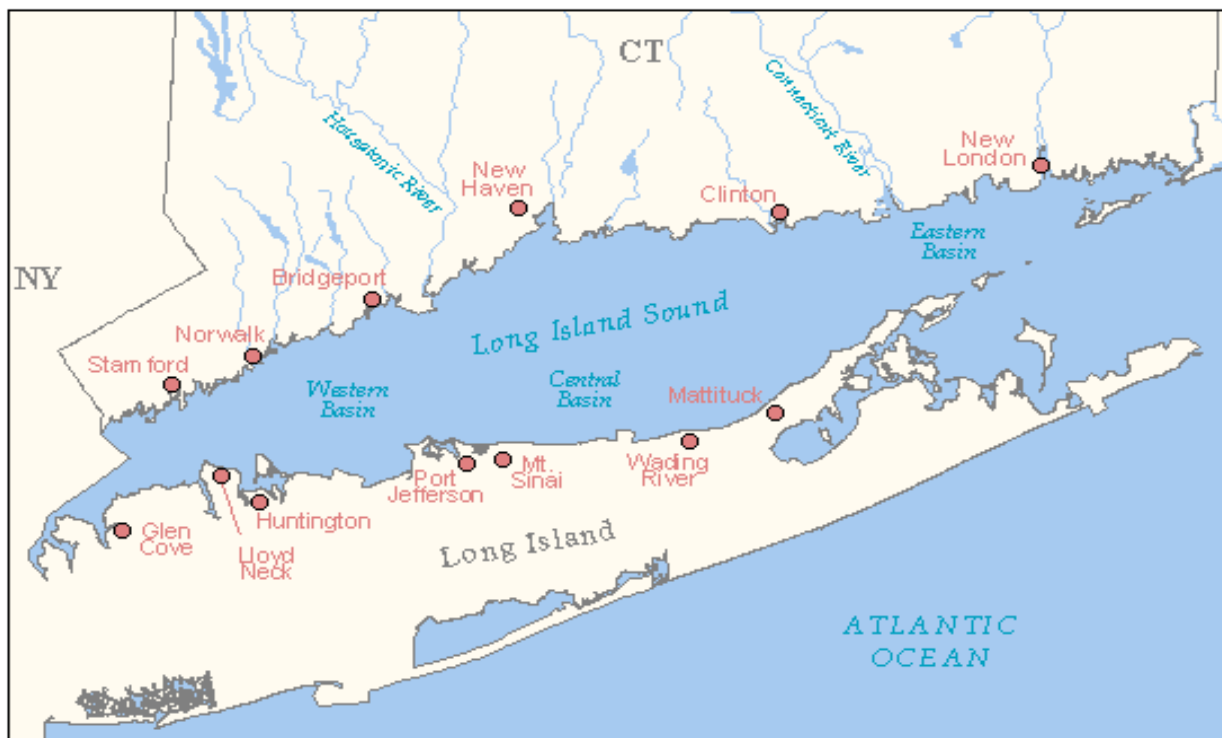 CT
Housatonic River
Connecticut River
New
London
New
Haven
Clinton
Eastern
Basin
NY
Bridgeport
Long Island Sound
Norwalk
Stamford
Western
Basin
Central
Basin
Mattituck
Port
Jefferson
Mt.
Sinai
Wading
River
Glen
Cove
Huntington
Lloyd
Neck
Long Island
ATLANTIC
OCEAN